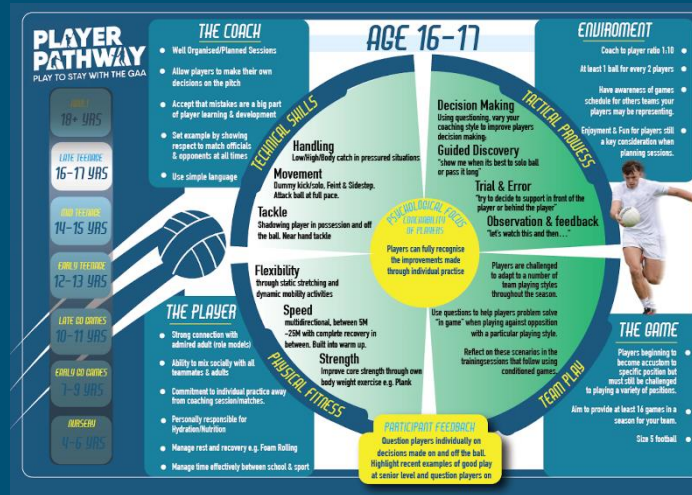 PLAYER
PATHWAY
PLAY TO STAY WITH THE GAA
ADULT
18+ YRS
LATE TEENAGE
16-17 YRS
MID TEENAGE
14-15 YRS
EARLY TEENAGE
12-13 YRS
LATE GO GAMES
10-11 YRS
EARLY GO GAMES
7-9 YRS
NURSERY
4-6 YRS
THE COACH
Well Organised/Planned Sessions
Allow players to make their own
decisions on the pitch
Accept that mistakes are a big part
of player learning & development
Set example by showing
respect to match officials
& opponents at all times
Use simple language
AGE 16-17
ENVIROMENT
Coach to player ratio 1:10
At least 1 ball for every 2 players
Have awareness of games
schedule for others teams your
players may be representing.
Enjoyment & Fun for players still
a key consideration when
planning sessions.
TECHNICAL SKILLS
Handling
Low/High/Body catch in pressured situations
Movement
Dummy kick/solo, Feint & Sidestep.
Attack ball at full pace.
Tackle
Shadowing player in possession and off
the ball. Near hand tackle
TACTICAL PROWESS
Decision Making
Using questioning, vary your
coaching style to improve players
decision making:
Guided Discovery
"show me when its best to solo ball
or pass it long"
Trial & Error
"try to decide to support in front of the
player or behind the player"
Observation & feedback
"let's watch this and then..."
PSYCHOLOGICAL FOCUS
COACHABILITY
OF PLAYERS
Players can fully recognise
the improvements made
through individual practise
Flexibility
through static stretching and
dynamic mobility activities
Speed
multidirectional, between 5M
-25M with complete recovery in
between. Built into warm up.
Strength
Improve core strength through own
body weight exercise e.g. Plank
PHYSICAL FITNESS
Players are challenged
to adapt to a number of
team playing styles
throughout the season.
Use questions to help players problem solve
"in game" when playing against opposition
with a particular playing style.
Reflect on these scenarios in the
trainingsessions that follow using
conditioned games.
TEAM PLAY
THE PLAYER
Strong connection with
admired adult (role models)
Ability to mix socially with all
teammates & adults
Commitment to individual practice away
from coaching session/matches.
Personally responsible for
Hydration/Nutrition
Manage rest and recovery e.g. Foam Rolling
Manage time effectively between school & sport
PARTICIPANT FEEDBACK
Question players individually on
decisions made on and off the ball.
Highlight recent examples of good play
at senior level and question players on
THE GAME
Players beginning to
become accustom to
specific position but
must still be challenged
to playing a variety of positions.
Aim to provide at least 16 games in a
season for your team.
Size 5 football